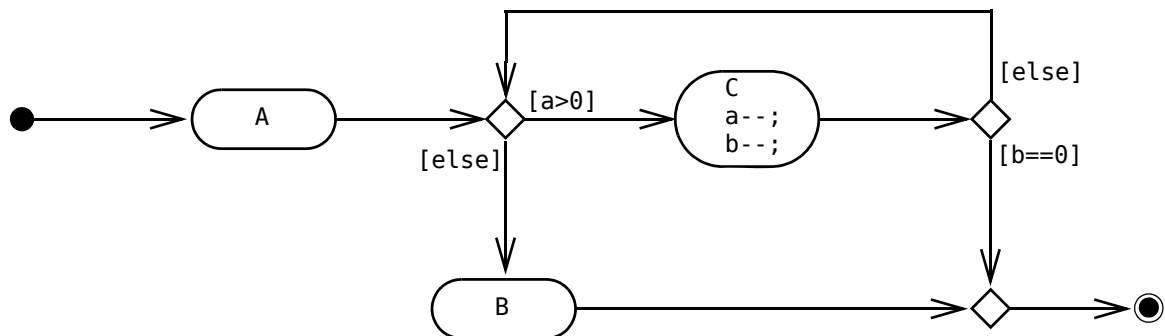 [else]
[a>0]
C
A
a--;
b--;
[else]
[b==0]
B